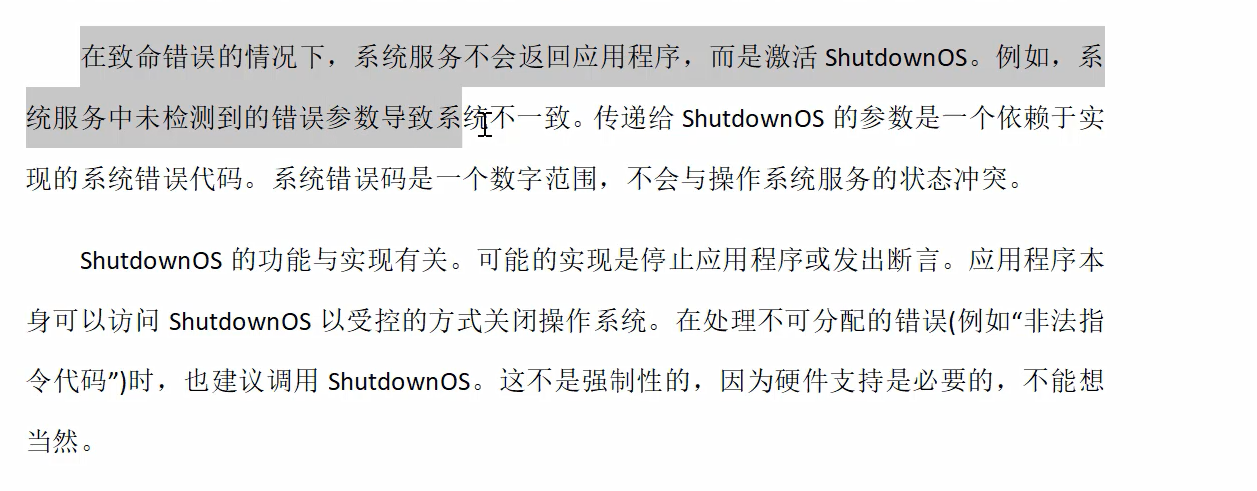 在致命错误的情况下，系统服务不会返回应用程序，而是激活 ShutdownOS。例如，系
统服务中未检测到的错误参数导致系统不一致。传递给 ShutdownOS 的参数是一个依赖于实
现的系统错误代码。系统错误码是一个数字范围，不会与操作系统服务的状态冲突。
ShutdownOS 的功能与实现有关。可能的实现是停止应用程序或发出断言。应用程序本
身可以访问 ShutdownOS 以受控的方式关闭操作系统。在处理不可分配的错误(例如“非法指
令代码”)时，也建议调用 ShutdownOS。这不是强制性的，因为硬件支持是必要的，不能想
当然。